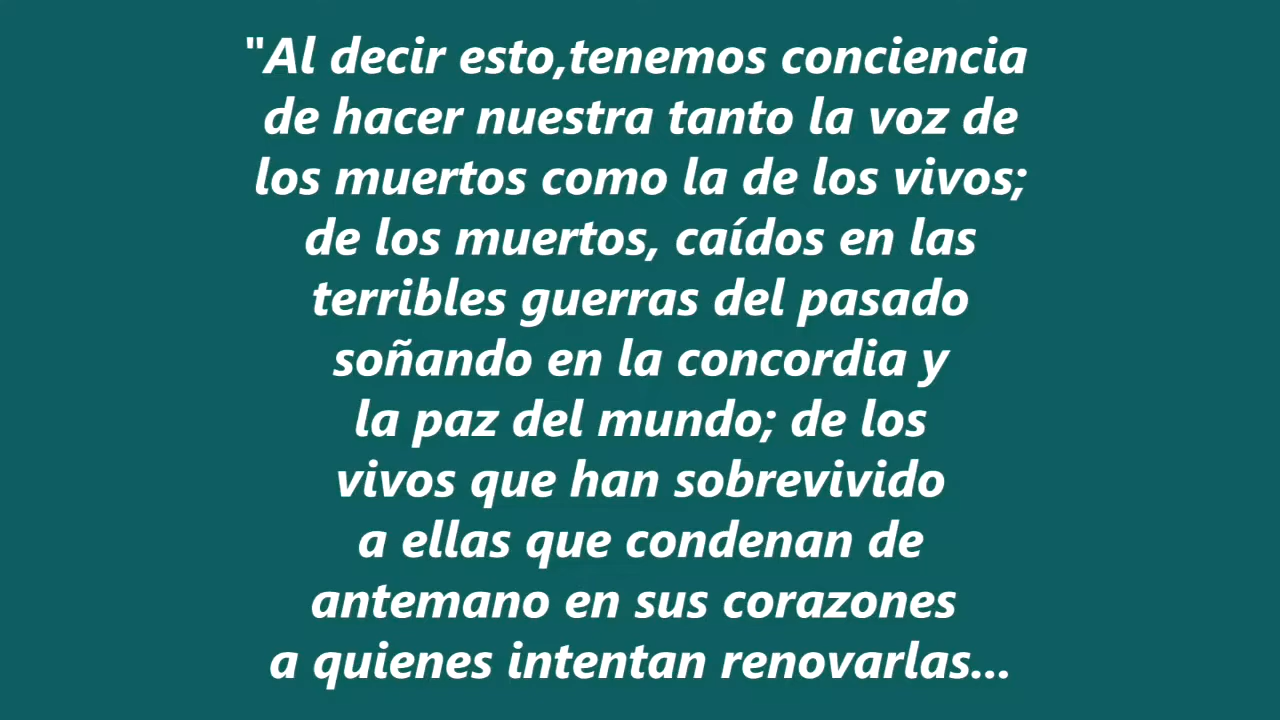 "Al decir esto,tenemos conciencia
de hacer nuestra tanto la voz de
los muertos como la de los vivos;
de los muertos, caídos en las
terribles guerras del pasado
soñando en la concordia y
la paz del mundo; de los
vivos que han sobrevivido
a ellas que condenan de
antemano en sus corazones
a quienes intentan renovarlas...